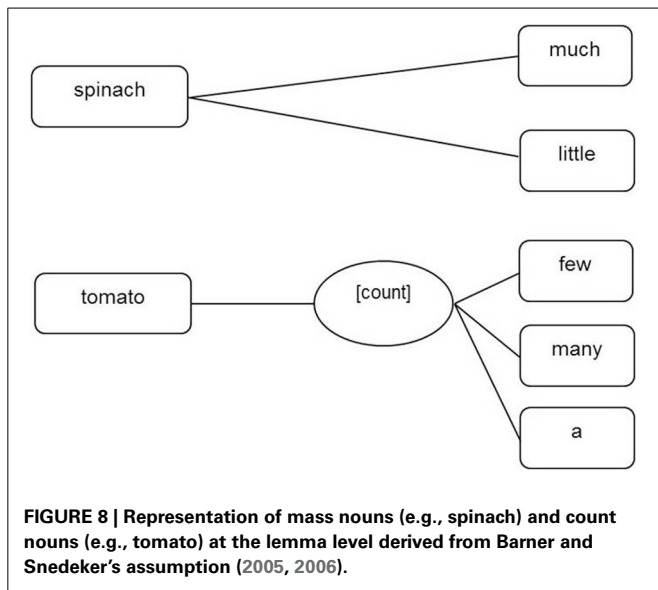 much
spinach
little
few
tomato
[count]
many
a
FIGURE 8 | Representation of mass nouns (e.g., spinach) and count
nouns (e.g., tomato) at the lemma level derived from Barner and
Snedeker's assumption (2005, 2006).